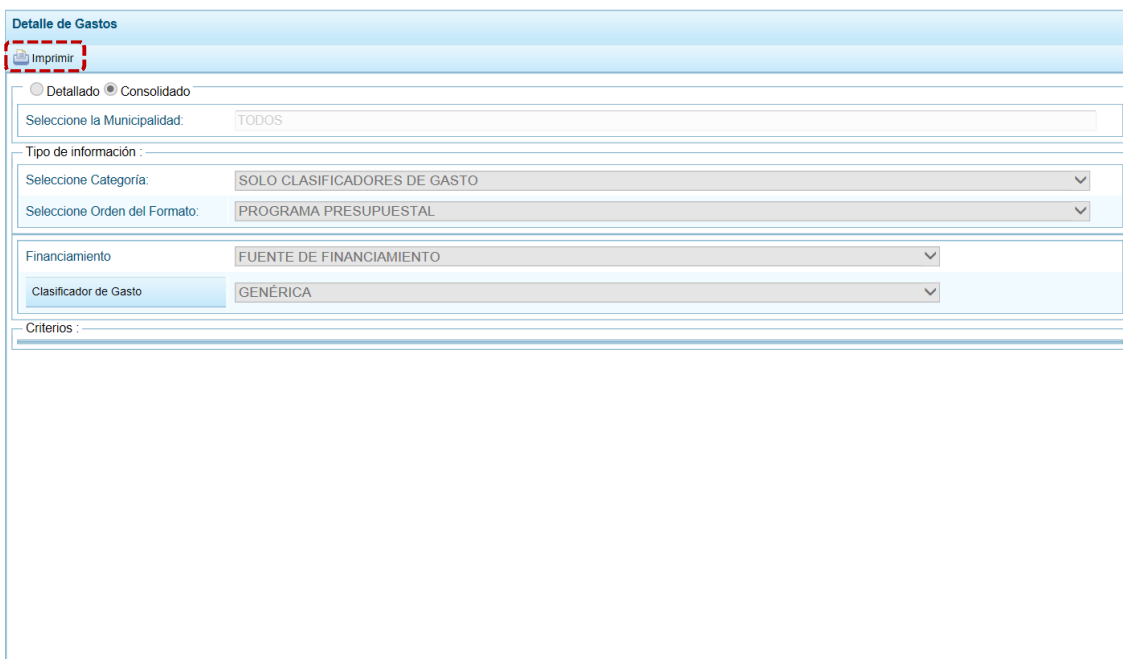 Detalle de Gastos
Imprimir
Detallado Consolidado
Seleccione la Municipalidad: TODOS
Tipo de información :
Seleccione Categoría: SOLO CLASIFICADORES DE GASTO
Seleccione Orden del Formato: PROGRAMA PRESUPUESTAL
Financiamiento FUENTE DE FINANCIAMIENTO
Clasificador de Gasto GENÉRICA
Criterios :